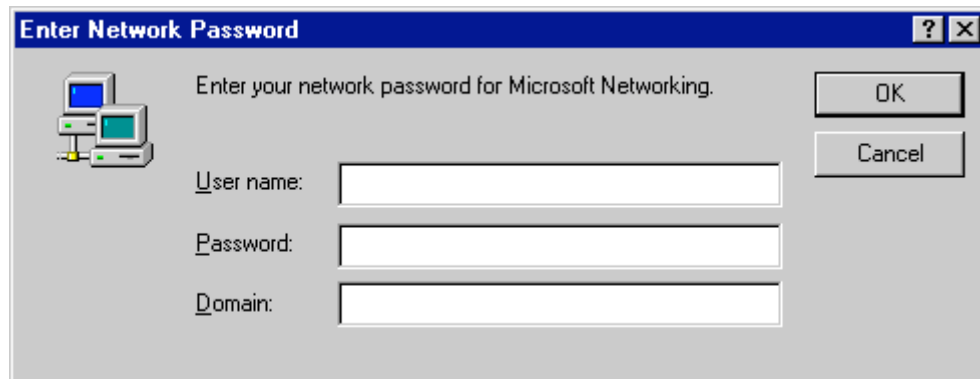 Enter Network Password
Enter your network password for Microsoft Networking.
OK
Cancel
User name:
Password:
Domain: